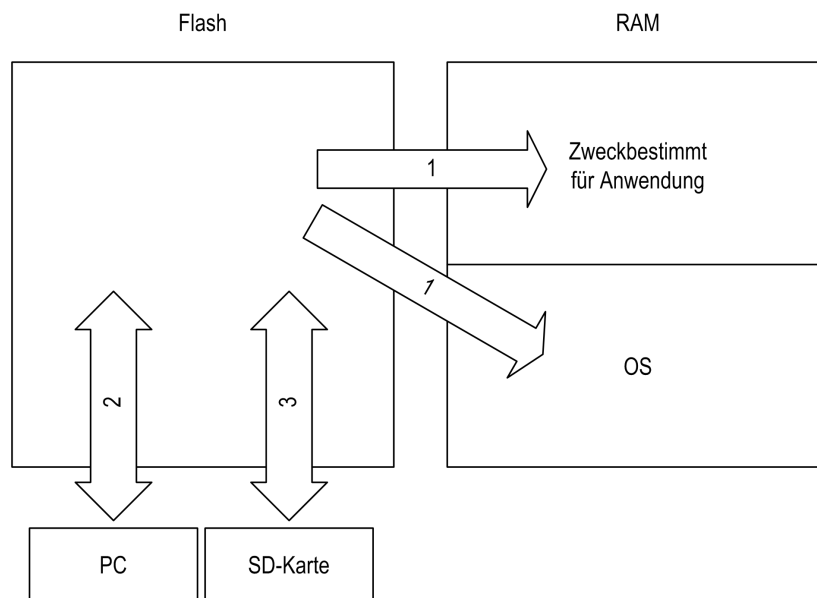 Flash
RAM
1
Zweckbestimmt
für Anwendung
1
OS
2
3
PC
SD-Karte